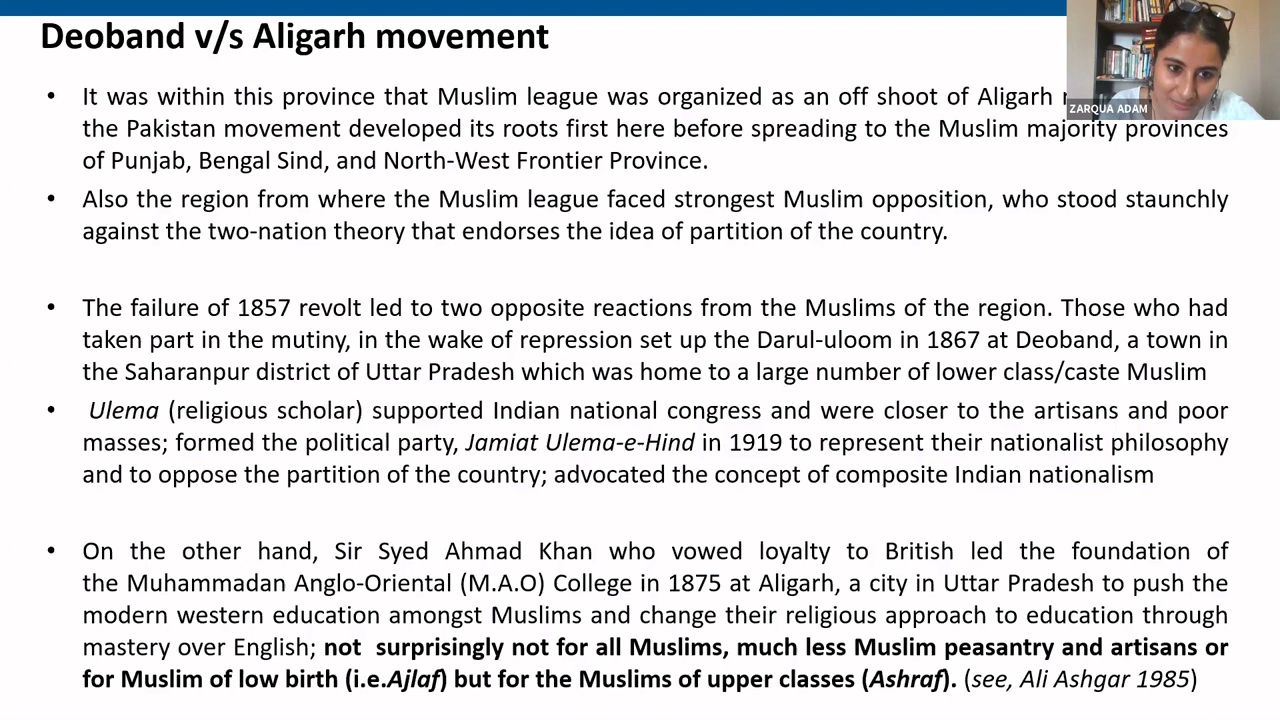 Deoband v/s Aligarh movement
ZARQUA ADAM
• It was within this province that Muslim league was organized as an off shoot of Aligarh
the Pakistan movement developed its roots first here before spreading to the Muslim majority provinces
of Punjab, Bengal Sind, and North-West Frontier Province.
• Also the region from where the Muslim league faced strongest Muslim opposition, who stood staunchly
against the two-nation theory that endorses the idea of partition of the country.
• The failure of 1857 revolt led to two opposite reactions from the Muslims of the region. Those who had
taken part in the mutiny, in the wake of repression set up the Darul-uloom in 1867 at Deoband, a town in
the Saharanpur district of Uttar Pradesh which was home to a large number of lower class/caste Muslim
• Ulema (religious scholar) supported Indian national congress and were closer to the artisans and poor
masses; formed the political party, Jamiat Ulema-e-Hind in 1919 to represent their nationalist philosophy
and to oppose the partition of the country; advocated the concept of composite Indian nationalism
• On the other hand, Sir Syed Ahmad Khan who vowed loyalty to British led the foundation of
the Muhammadan Anglo-Oriental (M.A.O) College in 1875 at Aligarh, a city in Uttar Pradesh to push the
modern western education amongst Muslims and change their religious approach to education through
mastery over English; not surprisingly not for all Muslims, much less Muslim peasantry and artisans or
for Muslim of low birth (i.e.Ajlaf) but for the Muslims of upper classes (Ashraf). (see, Ali Ashgar 1985)